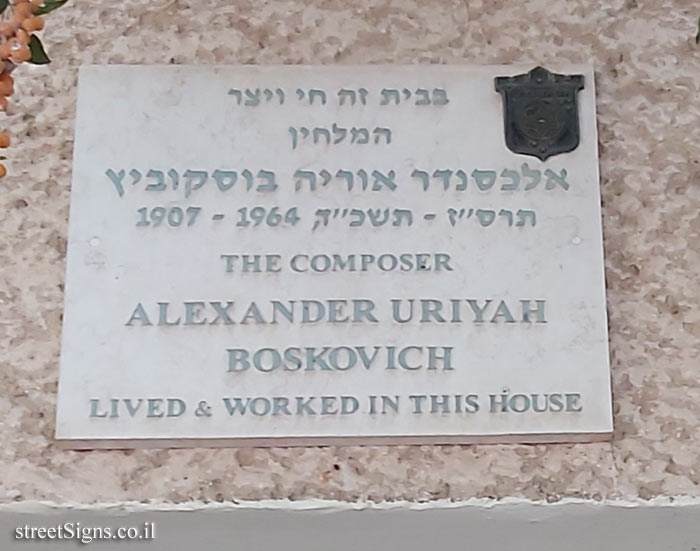 בבית זה חי ויצר
המלחין
אלכסנדר אוריה בוסקוביץ
תרס״ז - תשכ״ה, 1964 - 1907
THE COMPOSER
ALEXANDER URIYAH
BOSKOVICH
LIVED & WORKED IN THIS HOUSE
streetSigns.co.il